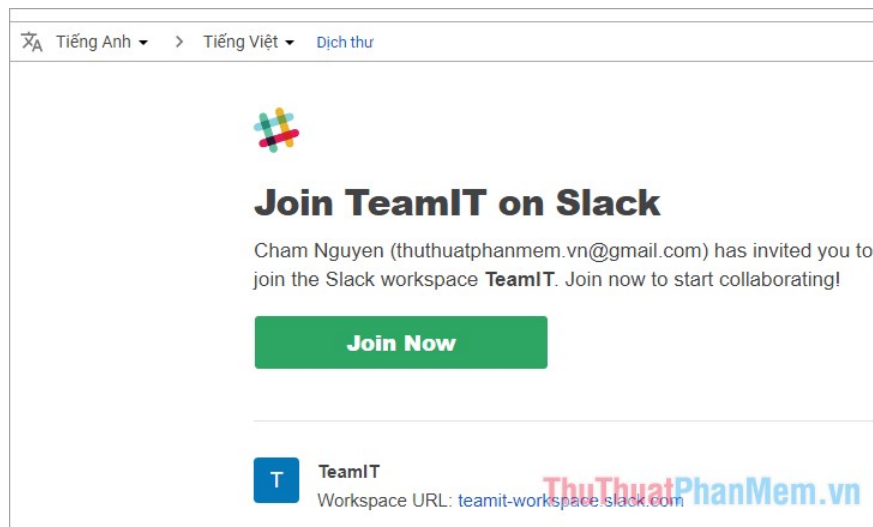 Tiếng Anh Tiếng Việt Dịch thư
Join TeamIT on Slack
Cham Nguyen (thuthuatphanmem.vn@gmail.com) has invited you to
join the Slack workspace TeamIT. Join now to start collaborating!
Join Now
T
TeamIT
Workspace URL: teamit-workspace.slack.com
ThuThuatPhanMem.vn